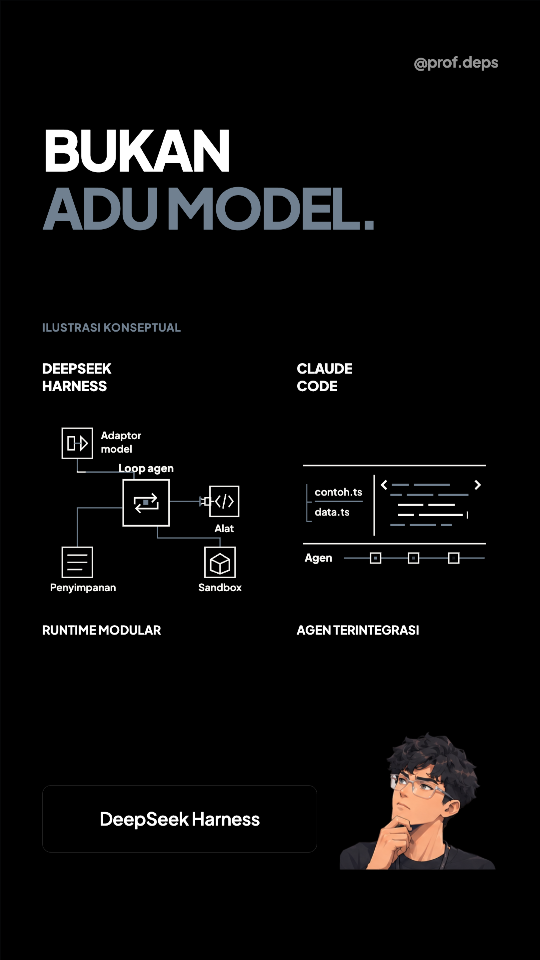 @prof.deps
BUKAN
ADU MODEL.
ILUSTRASI KONSEPTUAL
DEEPSEEK
HARNESS
Adaptor
model
Loop agen
Alat
Penyimpanan
Sandbox
RUNTIME MODULAR
CLAUDE
CODE
contoh.ts
data.ts
Agen
AGEN TERINTEGRASI
DeepSeek Harness